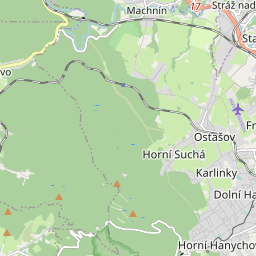 Machnín
Stráž nad
17
Sta
vo
Fr
Ostašov
Horní Suchá
Karlinky
Dolní Ha
Horní Hanychov